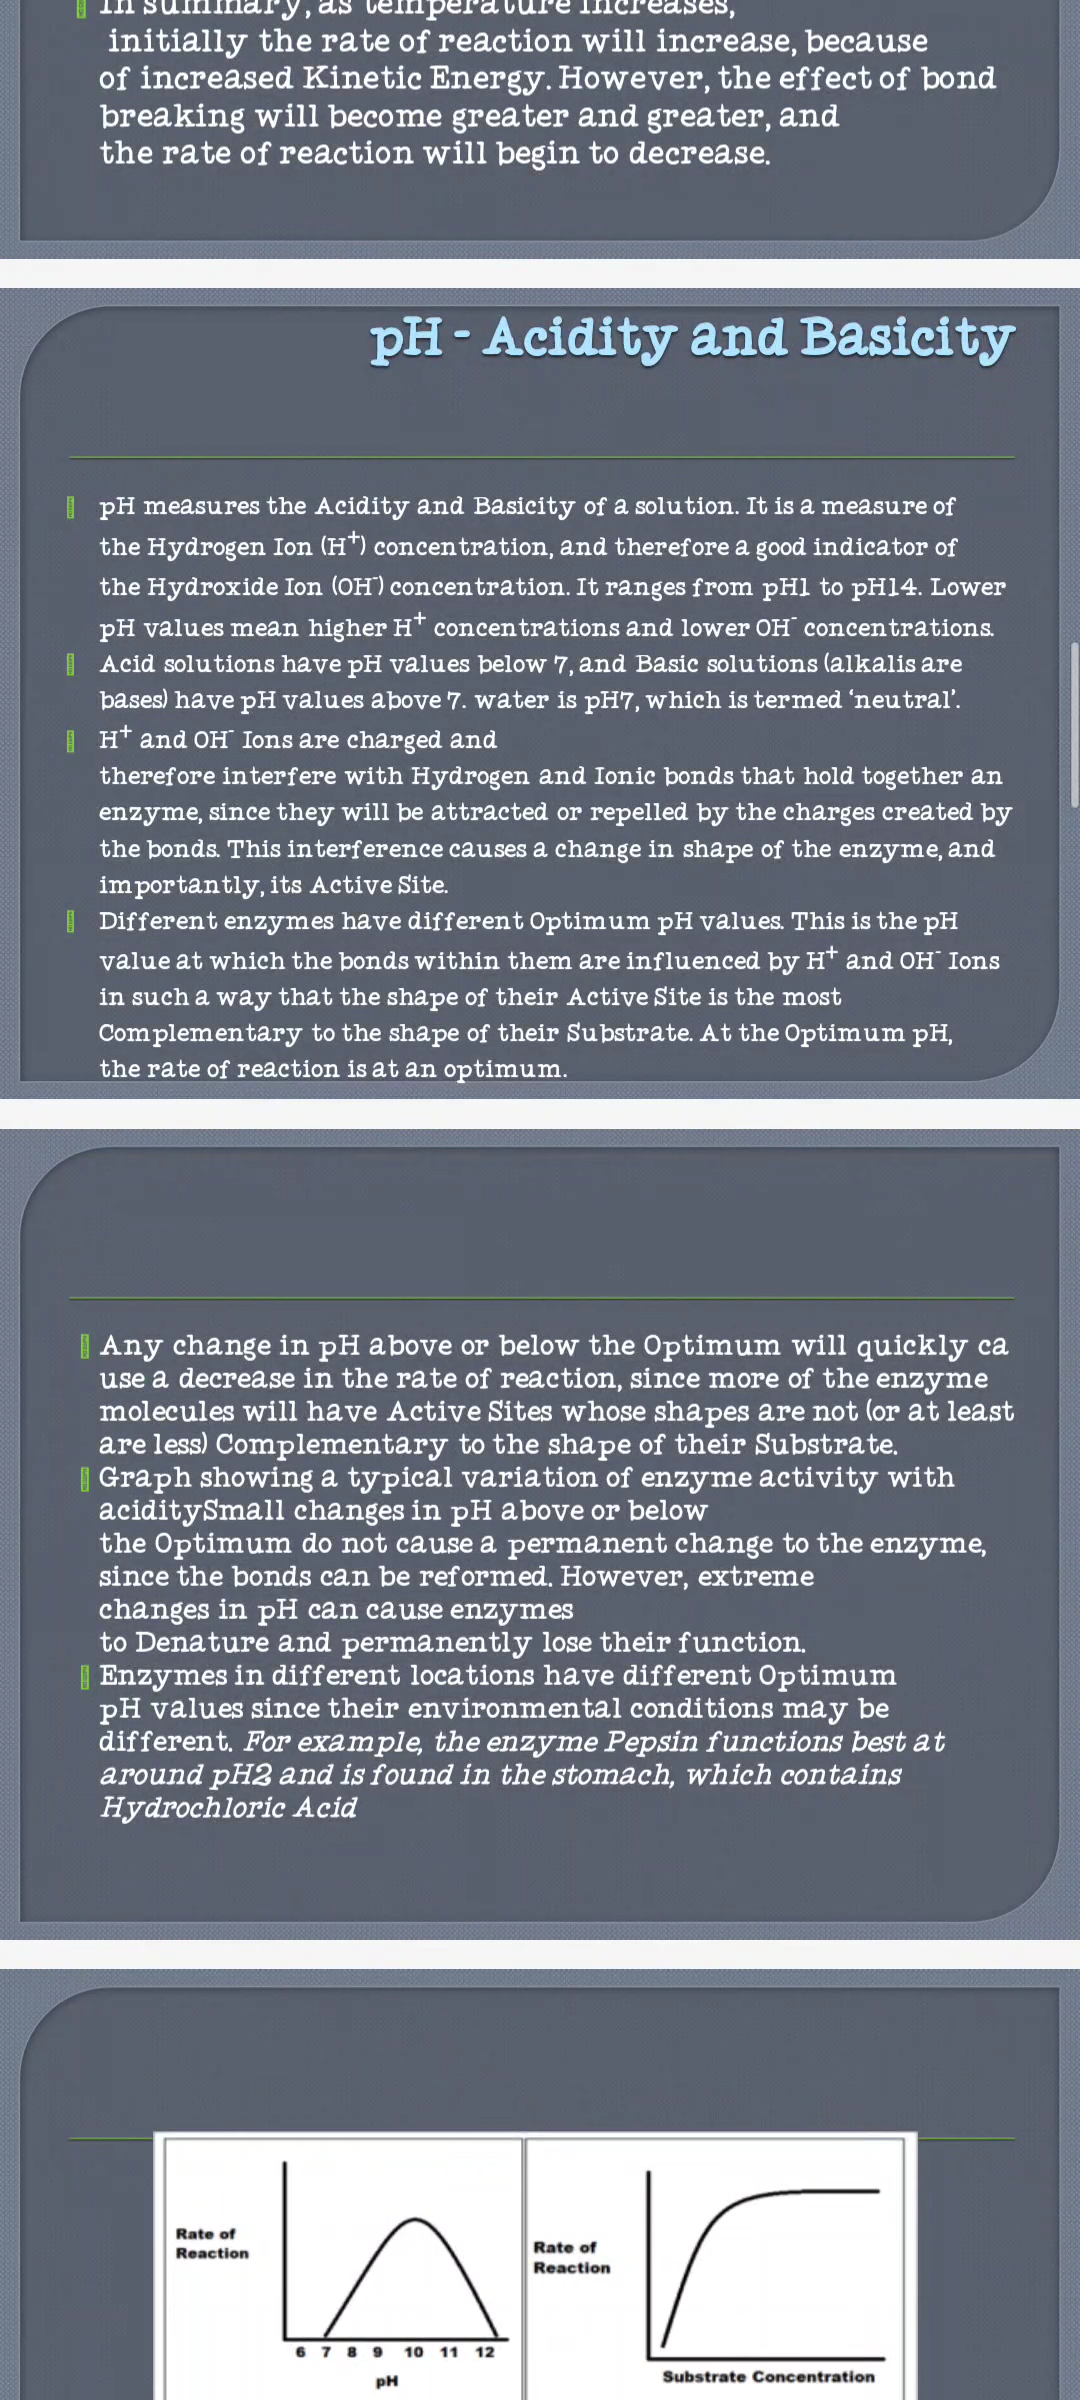 In summary, as temperature increases,
initially the rate of reaction will increase, because
of increased Kinetic Energy. However, the effect of bond
breaking will become greater and greater, and
the rate of reaction will begin to decrease.
pH - Acidity and Basicity
pH measures the Acidity and Basicity of a solution. It is a measure of
the Hydrogen Ion (H⁺) concentration, and therefore a good indicator of
the Hydroxide Ion (OH⁻) concentration. It ranges from pH1 to pH14. Lower
pH values mean higher H⁺ concentrations and lower OH⁻ concentrations.
Acid solutions have pH values below 7, and Basic solutions (alkalis are
bases) have pH values above 7. water is pH7, which is termed ‘neutral’.
H⁺ and OH⁻ Ions are charged and
therefore interfere with Hydrogen and Ionic bonds that hold together an
enzyme, since they will be attracted or repelled by the charges created by
the bonds. This interference causes a change in shape of the enzyme, and
importantly, its Active Site.
Different enzymes have different Optimum pH values. This is the pH
value at which the bonds within them are influenced by H⁺ and OH⁻ Ions
in such a way that the shape of their Active Site is the most
Complementary to the shape of their Substrate. At the Optimum pH,
the rate of reaction is at an optimum.
Any change in pH above or below the Optimum will quickly ca
use a decrease in the rate of reaction, since more of the enzyme
molecules will have Active Sites whose shapes are not (or at least
are less) Complementary to the shape of their Substrate.
Graph showing a typical variation of enzyme activity with
aciditySmall changes in pH above or below
the Optimum do not cause a permanent change to the enzyme,
since the bonds can be reformed. However, extreme
changes in pH can cause enzymes
to Denature and permanently lose their function.
Enzymes in different locations have different Optimum
pH values since their environmental conditions may be
different. For example, the enzyme Pepsin functions best at
around pH2 and is found in the stomach, which contains
Hydrochloric Acid
Rate of
Reaction
6 7 8 9 10 11 12
pH
Rate of
Reaction
Substrate Concentration